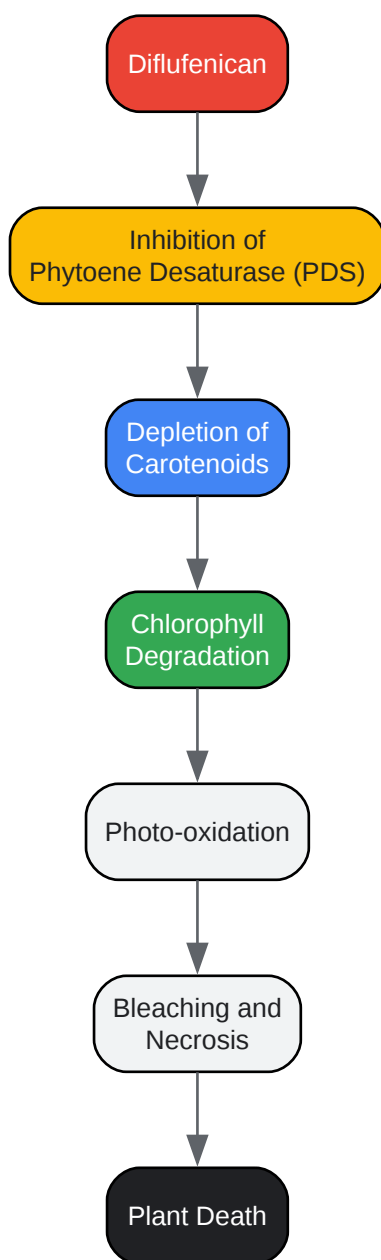 Diflufenican
Inhibition of
Phytoene Desaturase (PDS)
Depletion of
Carotenoids
Chlorophyll
Degradation
Photo-oxidation
Bleaching and
Necrosis
Plant Death